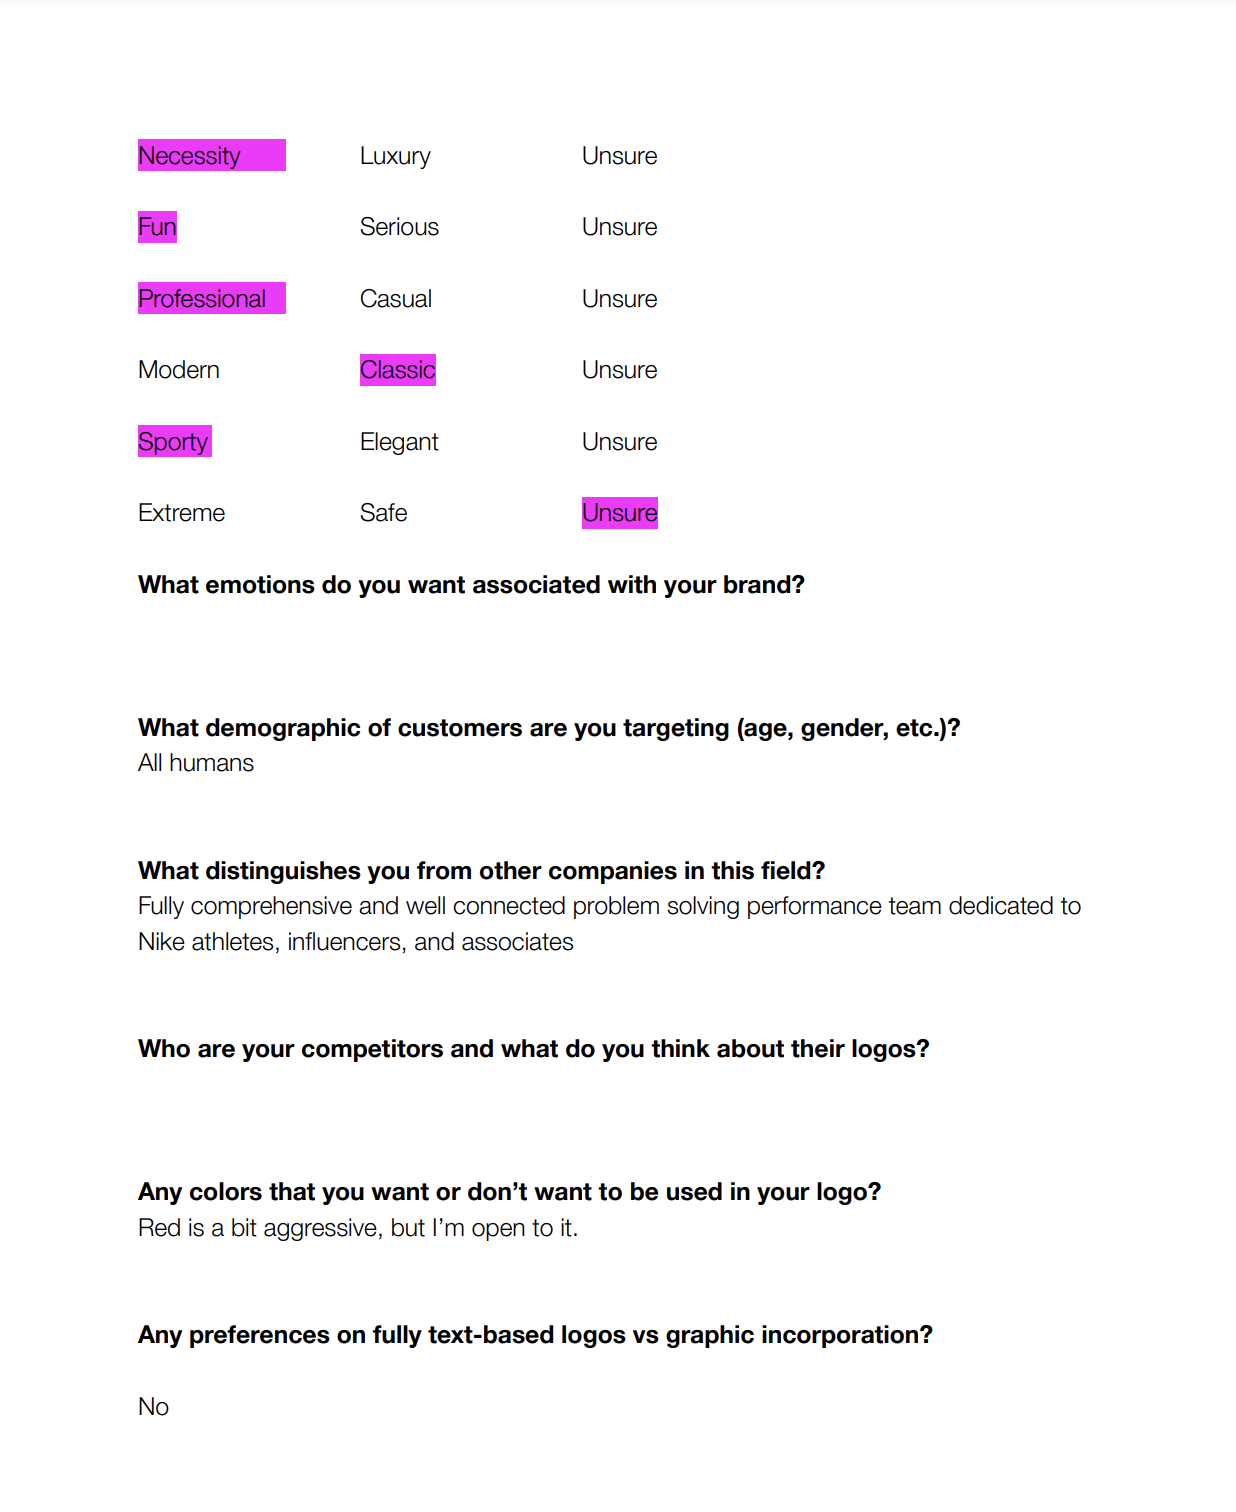 Necessity Luxury Unsure
Fun Serious Unsure
Professional Casual Unsure
Modern Classic Unsure
Sporty Elegant Unsure
Extreme Safe Unsure
What emotions do you want associated with your brand?
What demographic of customers are you targeting (age, gender, etc.)?
All humans
What distinguishes you from other companies in this field?
Fully comprehensive and well connected problem solving performance team dedicated to
Nike athletes, influencers, and associates
Who are your competitors and what do you think about their logos?
Any colors that you want or don’t want to be used in your logo?
Red is a bit aggressive, but I’m open to it.
Any preferences on fully text-based logos vs graphic incorporation?
No